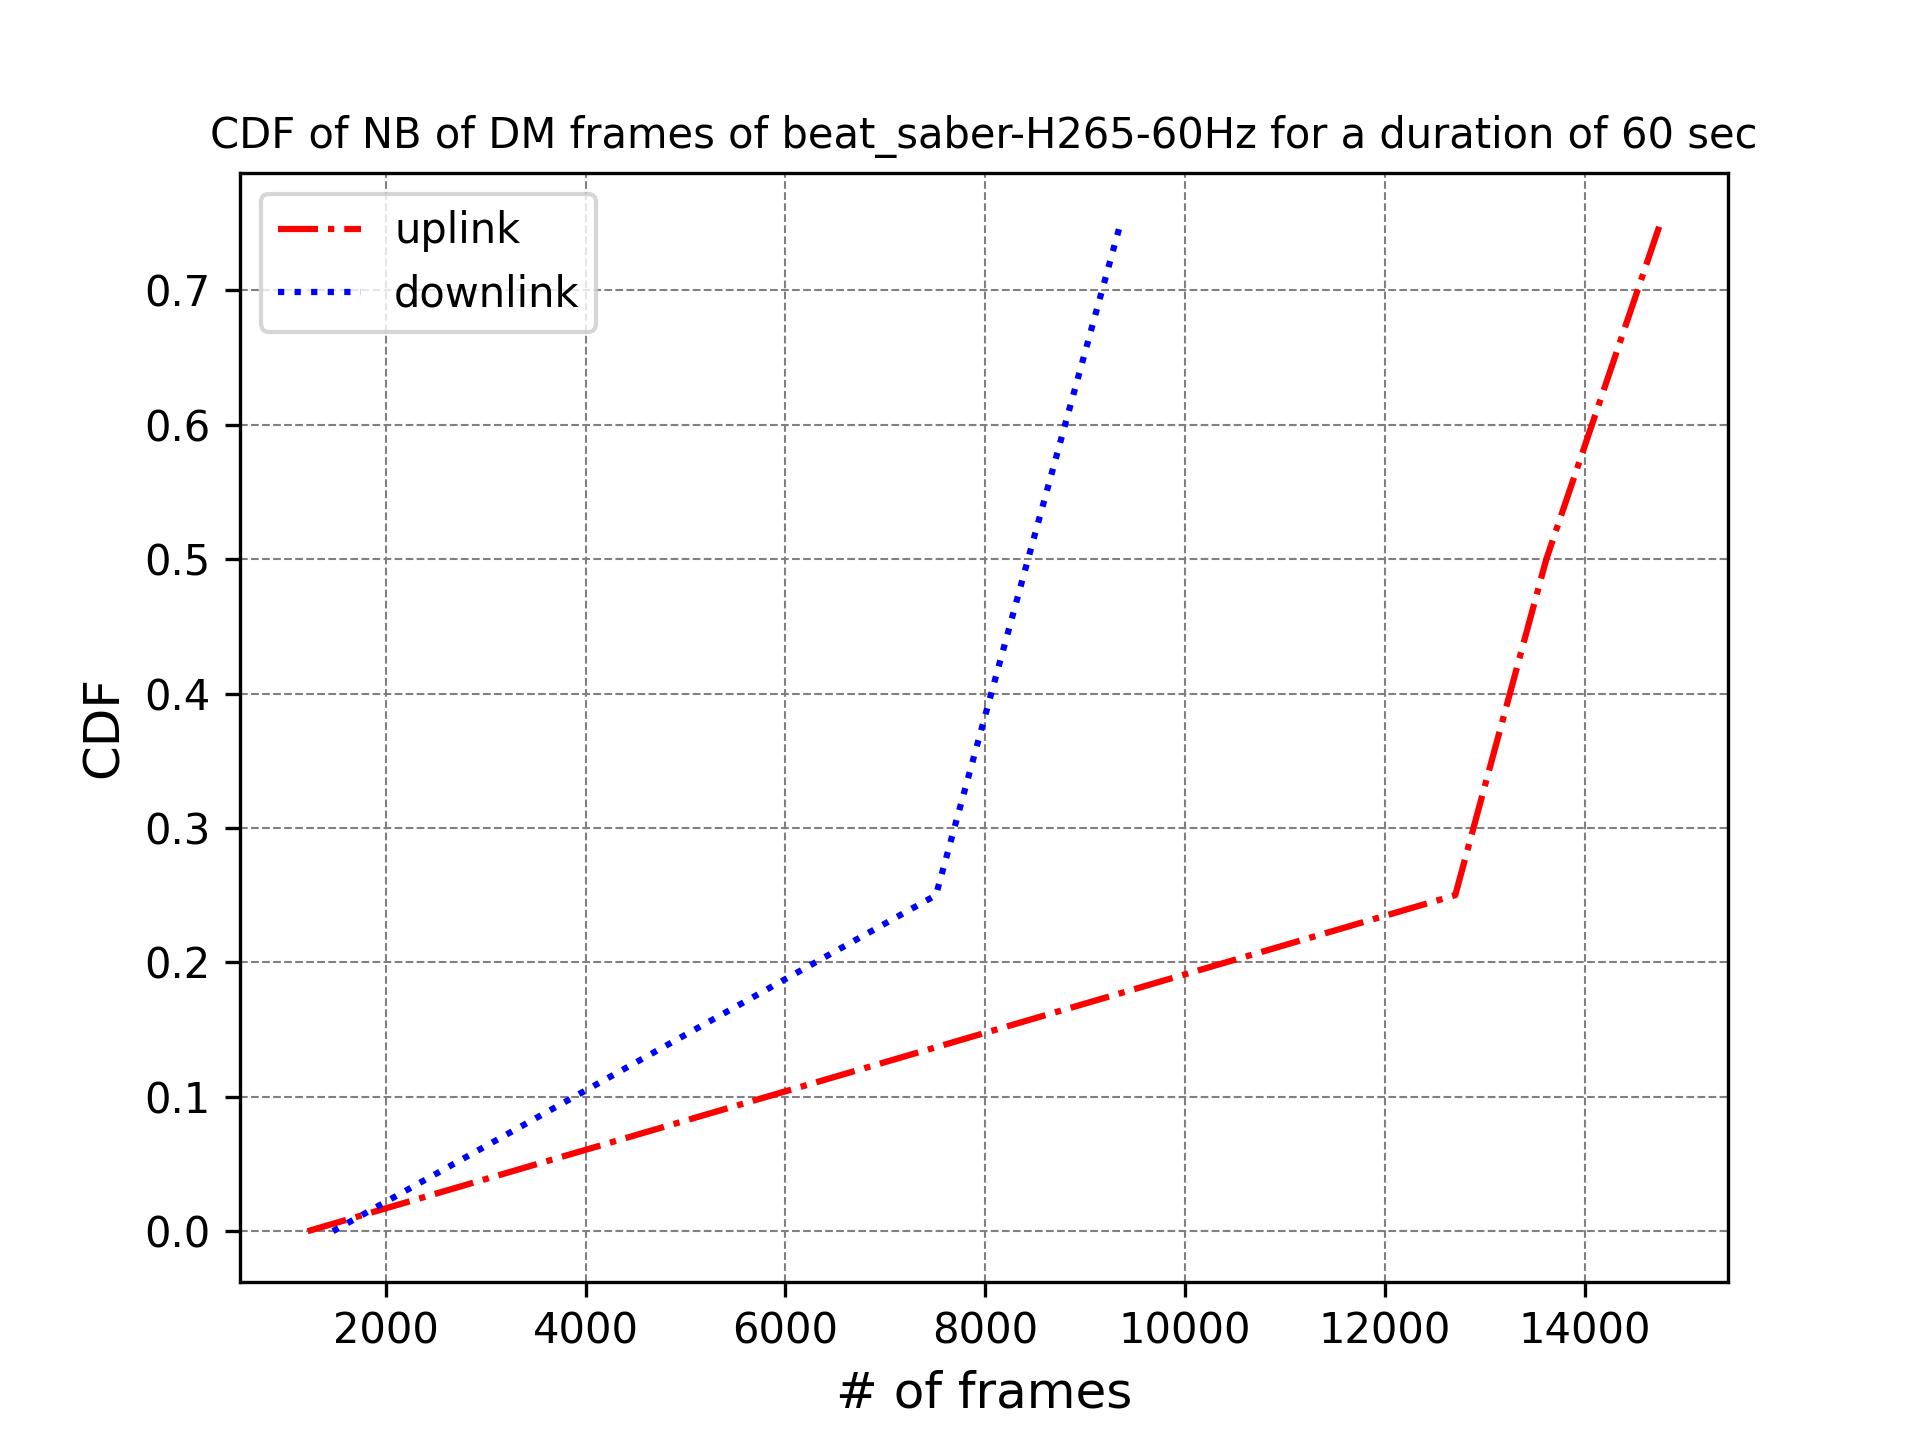 CDF of NB of DM frames of beat_saber-H265-60Hz for a duration of 60 sec
uplink
downlink
0.7
0.6
0.5
0.4
0.3
0.2
0.1
0.0
CDF
2000 4000 6000 8000 10000 12000 14000
# of frames